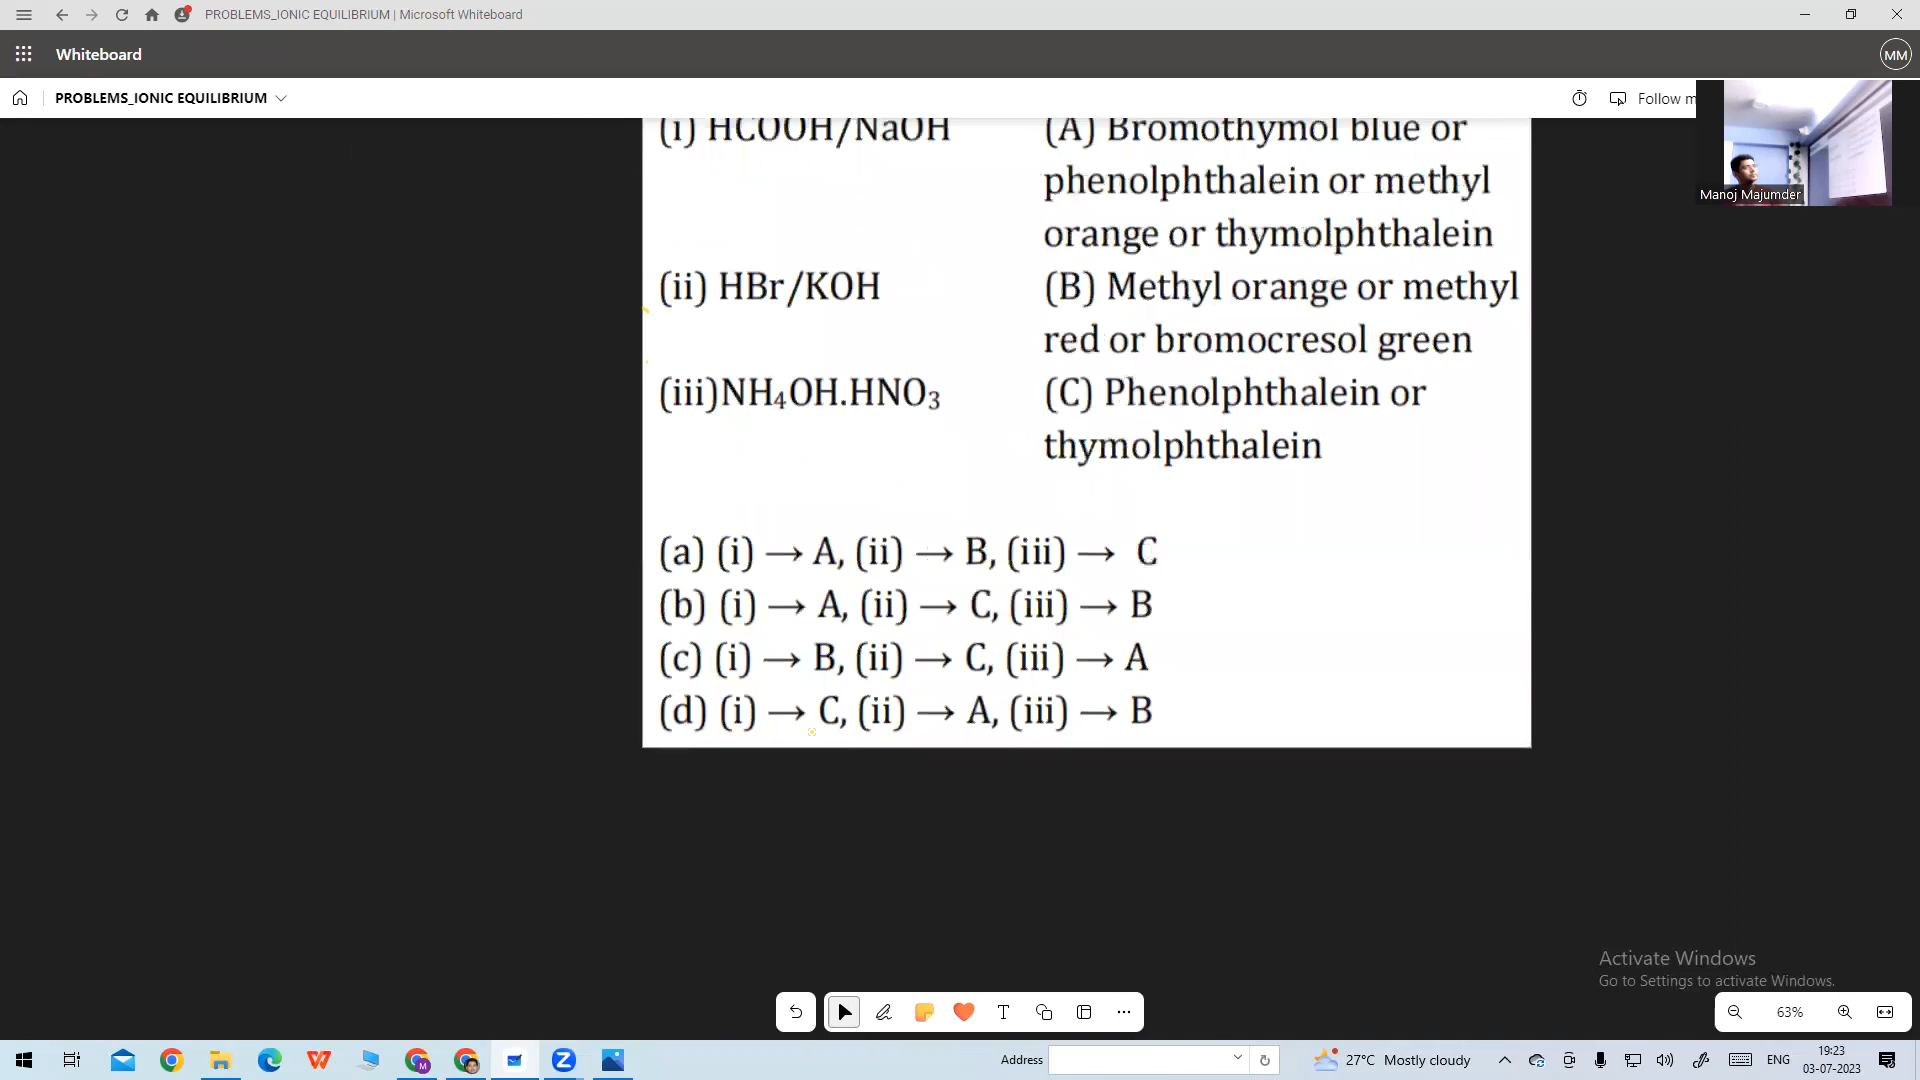 PROBLEMS_IONIC EQUILIBRIUM | Microsoft Whiteboard
Whiteboard
MM
PROBLEMS_IONIC EQUILIBRIUM
Follow m
Manoj Majumder
(i) HCOOH/NaOH (A) Bromothymol blue or
phenolphthalein or methyl
orange or thymolphthalein
(ii) HBr/KOH (B) Methyl orange or methyl
red or bromocresol green
(iii)NH₄OH.HNO₃ (C) Phenolphthalein or
thymolphthalein
(a) (i) → A, (ii) → B, (iii) → C
(b) (i) → A, (ii) → C, (iii) → B
(c) (i) → B, (ii) → C, (iii) → A
(d) (i) → C, (ii) → A, (iii) → B
Activate Windows
Go to Settings to activate Windows.
63%
Address
27°C Mostly cloudy
ENG
19:23
03-07-2023